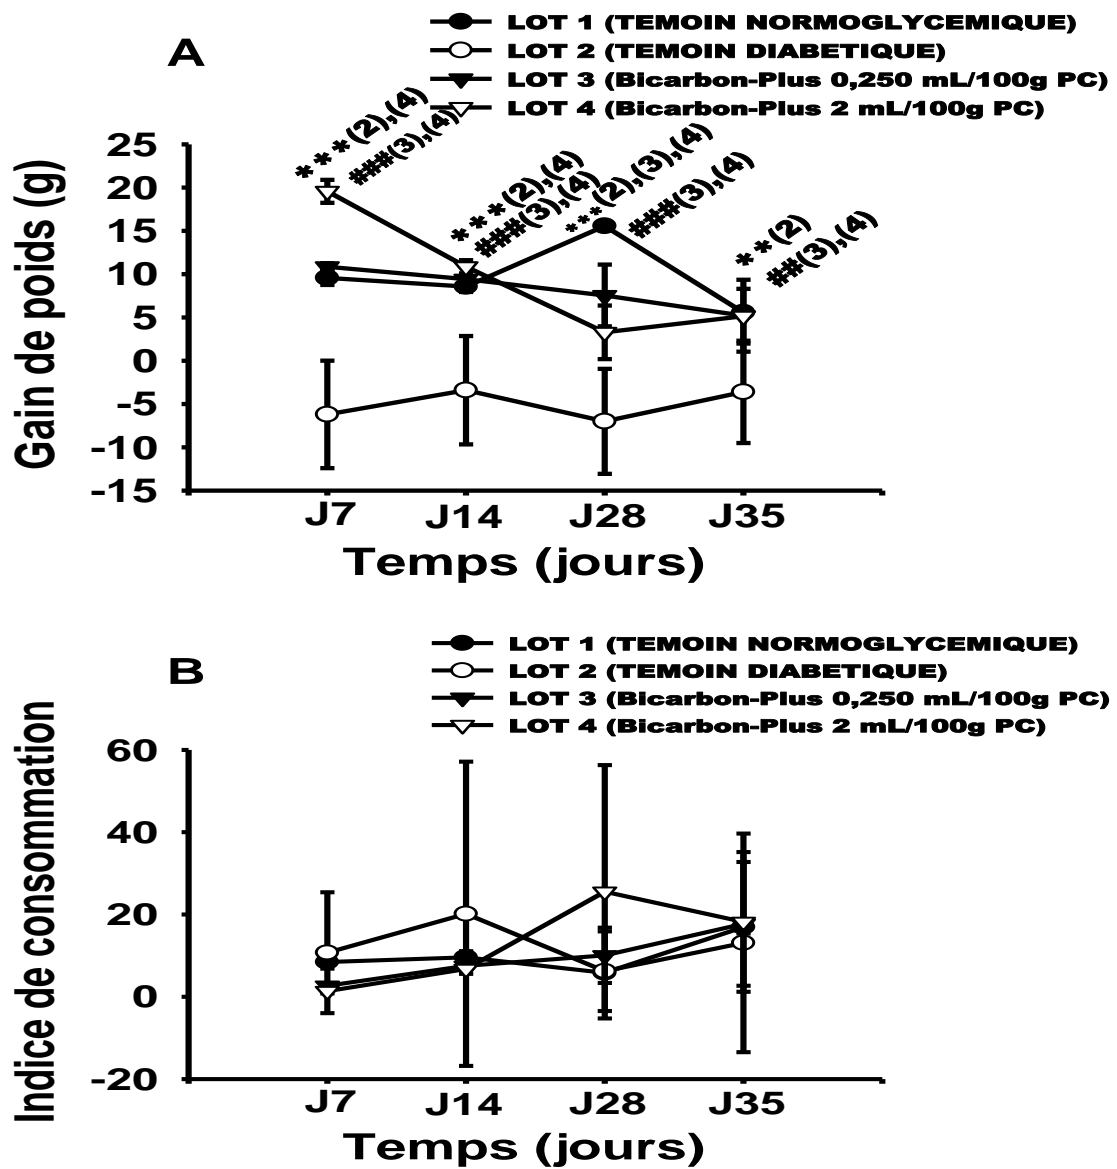 LOT 1 (TEMOIN NORMOGLYCEMIQUE)
A
LOT 2 (TEMOIN DIABETIQUE)
LOT 3 (Bicarbon-Plus 0,250 mL/100g PC)
LOT 4 (Bicarbon-Plus 2 mL/100g PC)
***(2),(4)
###(3),(4)
***(2),(4)
###(3),(4)
***(2),(3),(4)
###(3),(4)
**(2)
##(3),(4)
Gain de poids (g)
25
20
15
10
5
0
-5
-10
-15
J7 J14 J28 J35
Temps (jours)
LOT 1 (TEMOIN NORMOGLYCEMIQUE)
B
LOT 2 (TEMOIN DIABETIQUE)
LOT 3 (Bicarbon-Plus 0,250 mL/100g PC)
LOT 4 (Bicarbon-Plus 2 mL/100g PC)
Indice de consommation
60
40
20
0
-20
J7 J14 J28 J35
Temps (jours)